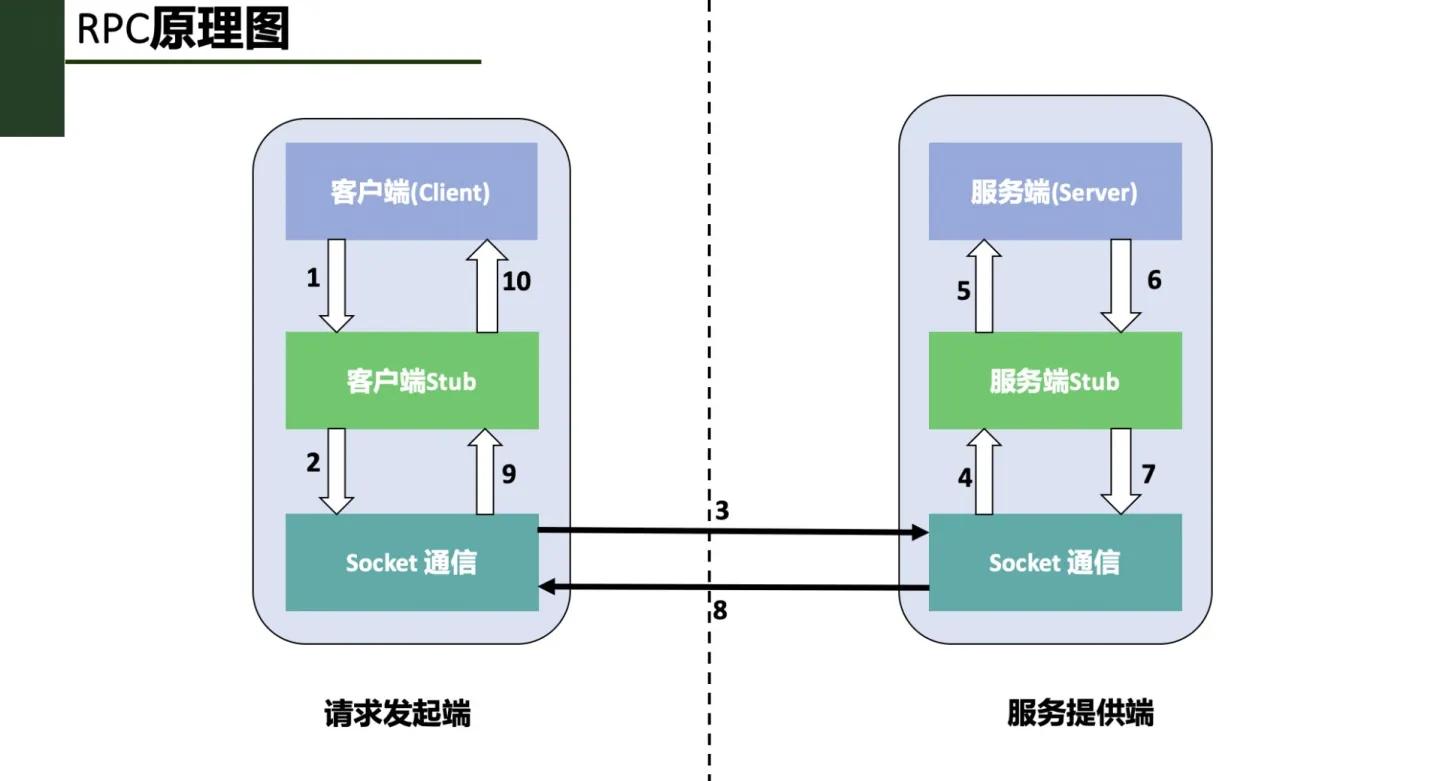 RPC原理图
客户端(Client)
1
10
客户端Stub
2
9
Socket 通信
请求发起端
3
8
服务端(Server)
5
6
服务端Stub
4
7
Socket 通信
服务提供端